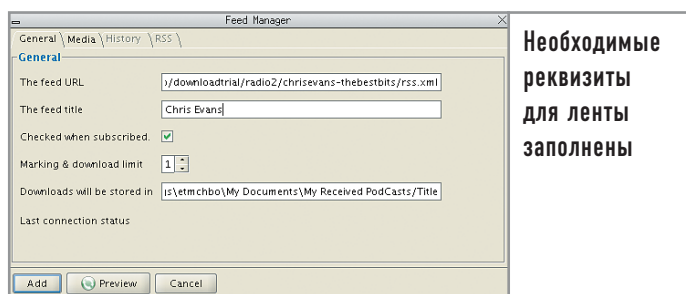 Feed Manager
General Media History RSS
General
The feed URL )/downloadtrial/radio2/chrisevans-thebestbits/rss.xml
The feed title Chris Evans
Checked when subscribed.
Marking & download limit 1
Downloads will be stored in ıs\etmchbo\My Documents\My Received PodCasts/Title
Last connection status
Add Preview Cancel
Необходимые
реквизиты
для ленты
заполнены